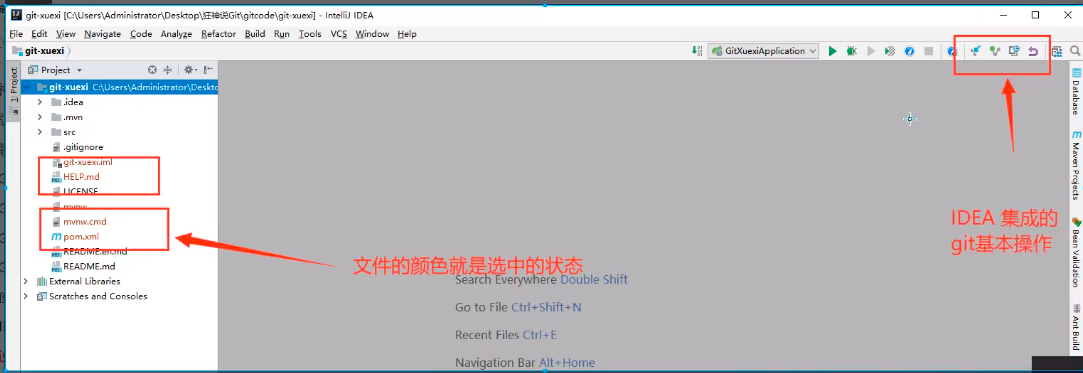 git-xuexi [C:\Users\Administrator\Desktop\狂神说Git\gitcode\git-xuexi] - IntelliJ IDEA
File Edit View Navigate Code Analyze Refactor Build Run Tools VCS Window Help
git-xuexi
GitXuexiApplication
Project
1: Project
git-xuexi C:\Users\Administrator\Deskto
.idea
.mvn
src
.gitignore
git-xuexi.iml
HELP.md
LICENSE
mvnw
mvnw.cmd
pom.xml
README.en.md
README.md
External Libraries
Scratches and Consoles
文件的颜色就是选中的状态
IDEA 集成的
git基本操作
Search Everywhere Double Shift
Go to File Ctrl+Shift+N
Recent Files Ctrl+E
Navigation Bar Alt+Home
Database
Maven Projects
Bean Validation
Ant Build